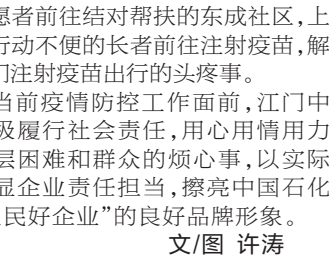 愿者前往结对帮扶的东成社区,上
行动不便的长者前往注射疫苗,解
门注射疫苗出行的头疼事。
当前疫情防控工作面前,江门中
及履行社会责任,用心用情用力
层困难和群众的烦心事,以实际
显企业责任担当,擦亮中国石化
民好企业”的良好品牌形象。
文/图 许涛